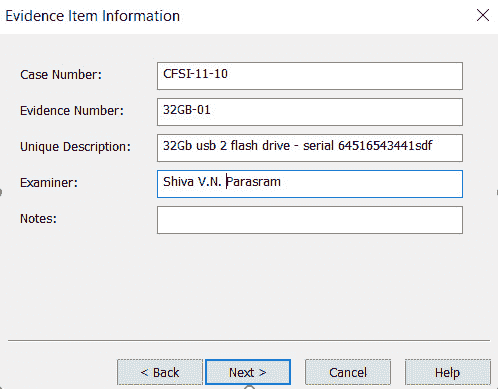 Evidence Item Information
Case Number: CFSI-11-10
Evidence Number: 32GB-01
Unique Description: 32Gb usb 2 flash drive - serial 64516543441sdf
Examiner: Shiva V.N. Parasram
Notes:
< Back Next > Cancel Help